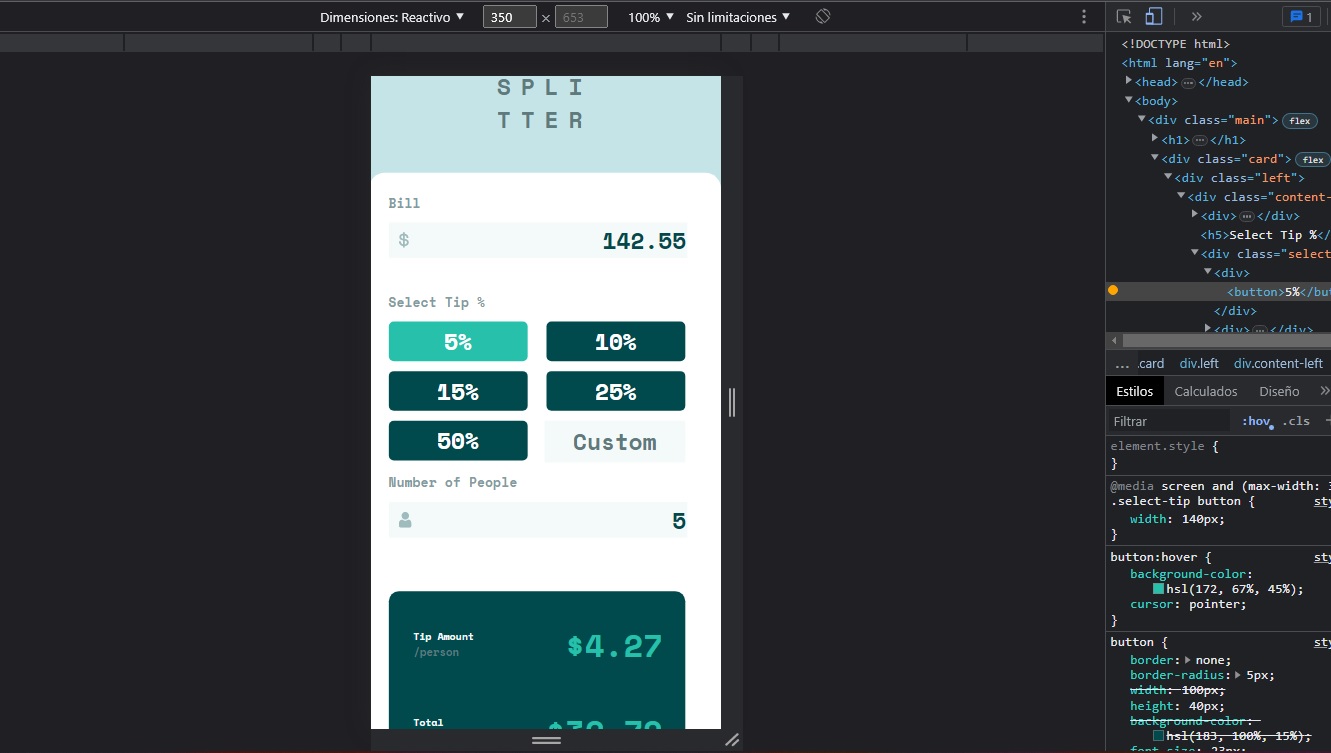 Dimensiones: Reactivo ▼ 350 × 653 100% ▼ Sin limitaciones ▼
1
SPLI
TTER
Bill
$ 142.55
Select Tip %
5% 10%
15% 25%
50% Custom
Number of People
5
Tip Amount
/person
$4.27
Total
<!DOCTYPE html>
<html lang="en">
<head> ⋯ </head>
<body>
<div class="main"> flex
<h1> ⋯ </h1>
<div class="card"> flex
<div class="left">
<div class="content-
<div> ⋯ </div>
<h5>Select Tip %</
<div class="select
<div>
<button>5%</but
</div>
<div> ⋯ </div>
... .card div.left div.content-left
Estilos Calculados Diseño »
Filtrar :hov .cls
element.style {
}
@media screen and (max-width: 3
.select-tip button { sty
width: 140px;
}
button:hover { sty
background-color:
hsl(172, 67%, 45%);
cursor: pointer;
}
button { sty
border: none;
border-radius: 5px;
width: 100px;
height: 40px;
background-color:
hsl(183, 100%, 15%);
font-size: 23px;